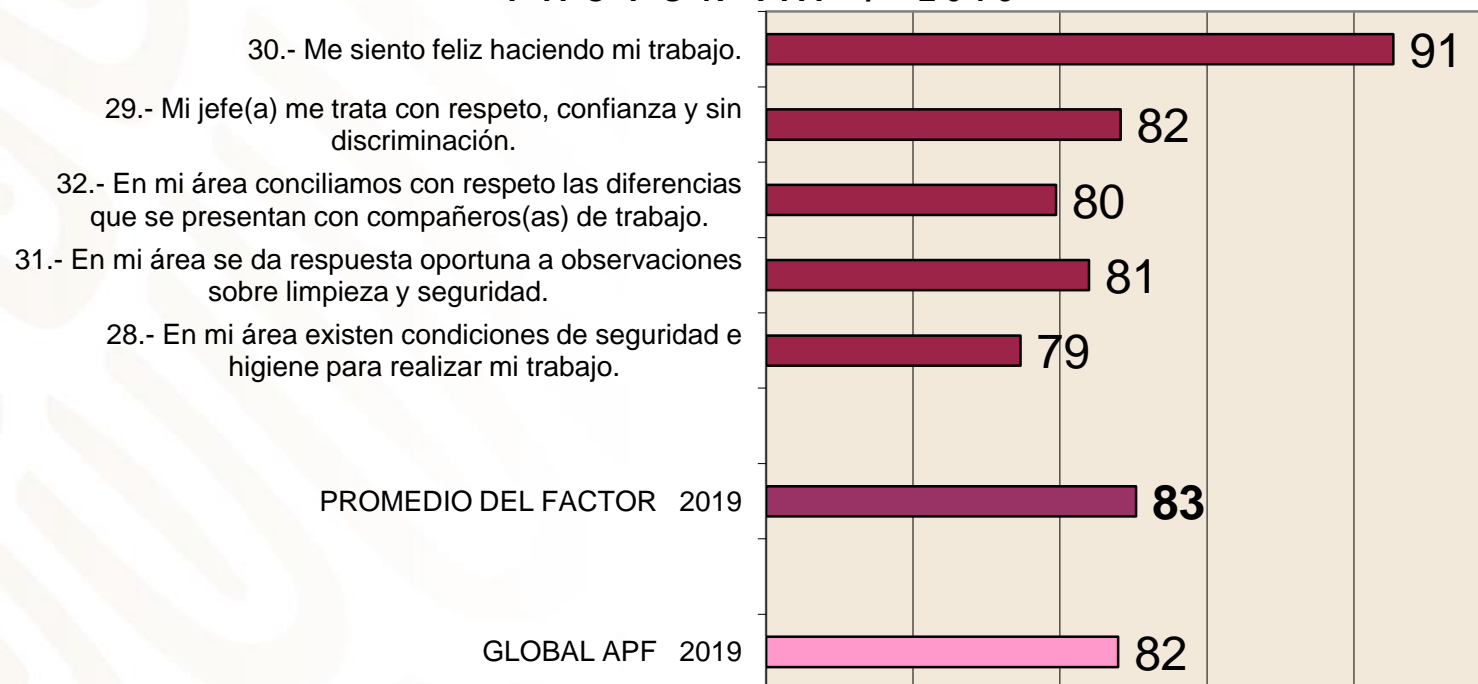 30.- Me siento feliz haciendo mi trabajo.
91
29.- Mi jefe(a) me trata con respeto, confianza y sin
discriminación.
82
32.- En mi área conciliamos con respeto las diferencias
que se presentan con compañeros(as) de trabajo.
80
31.- En mi área se da respuesta oportuna a observaciones
sobre limpieza y seguridad.
81
28.- En mi área existen condiciones de seguridad e
higiene para realizar mi trabajo.
79
PROMEDIO DEL FACTOR 2019
83
GLOBAL APF 2019
82